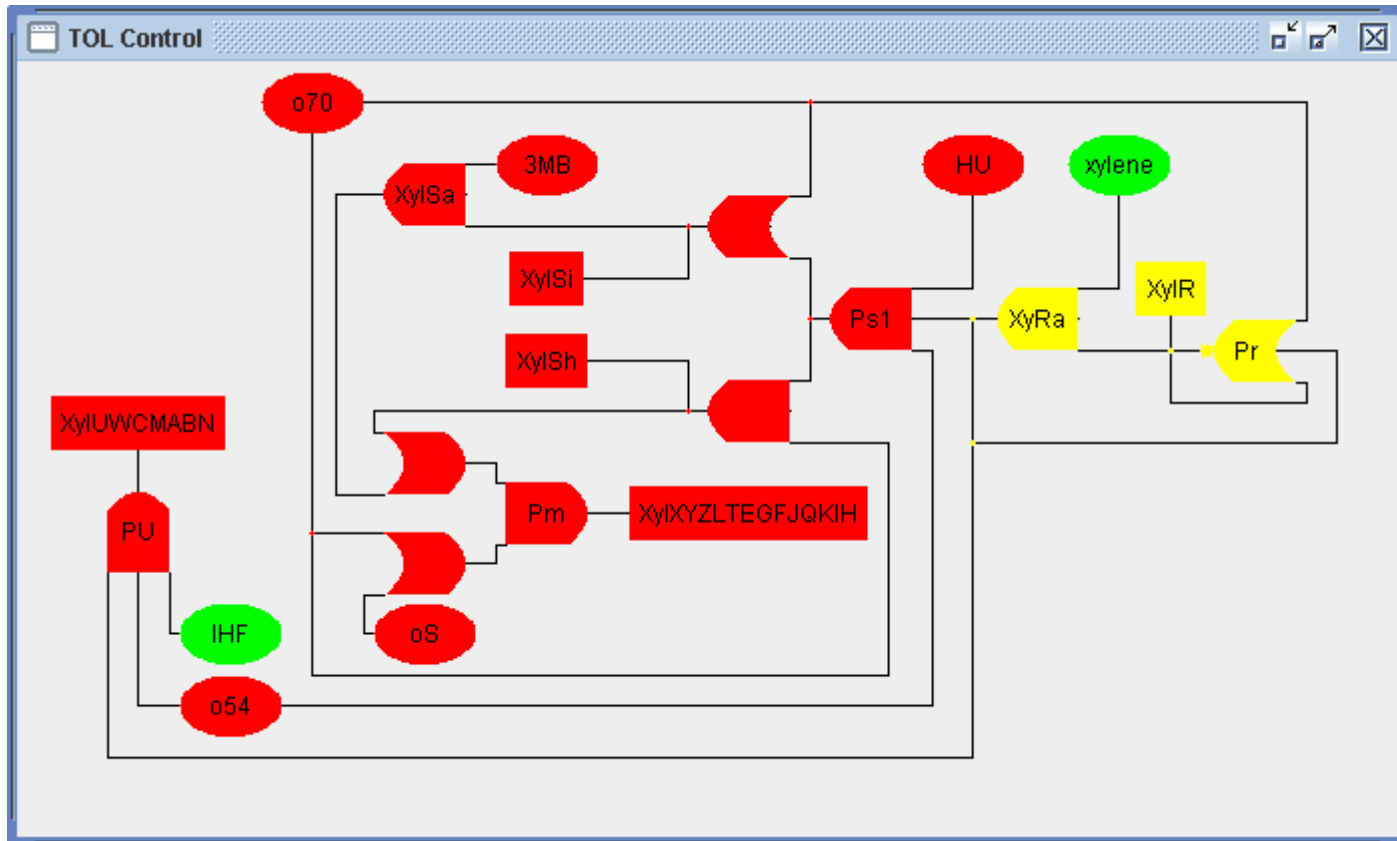 TOL Control
o70
3MB
HU
xylene
XylSa
XylSi
XylR
Ps1
XyRa
Pr
XylSh
XylUWCMABN
Pm
XylXYZLTEGFJQKIH
PU
IHF
oS
o54